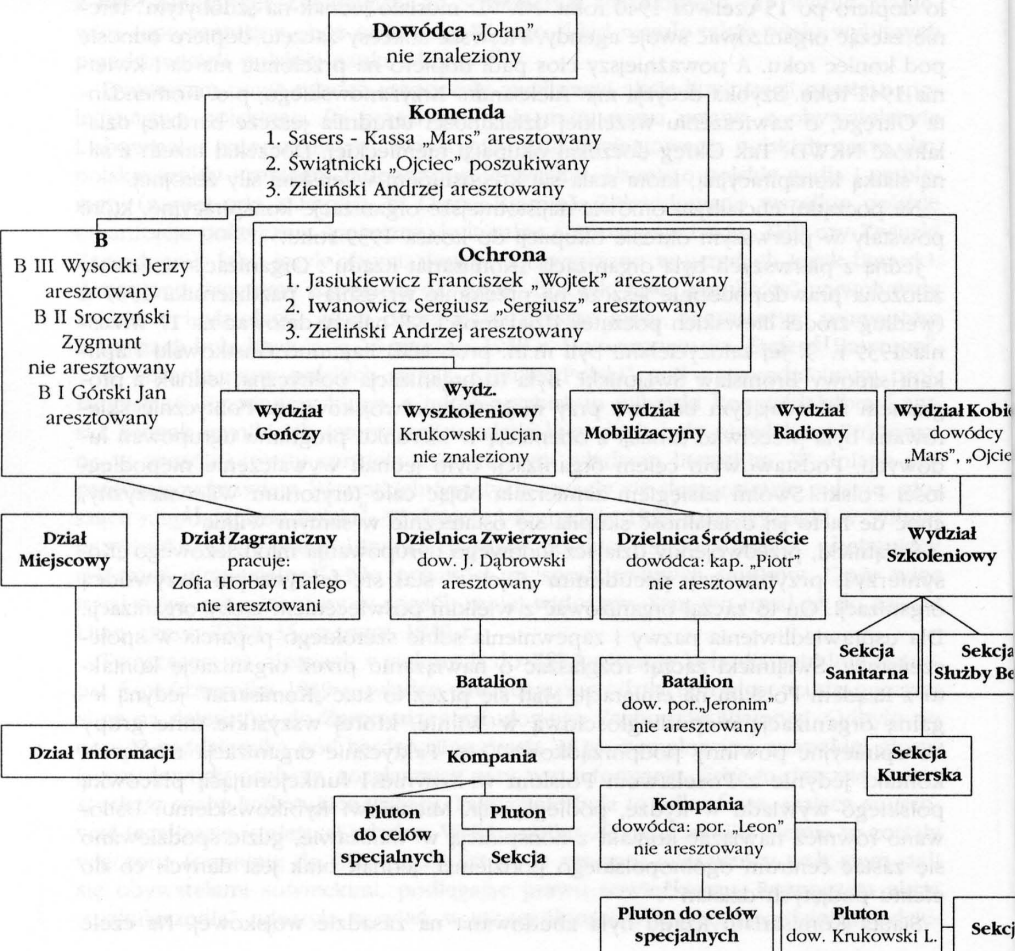 Dowódca „Jołan”
nie znaleziony
Komenda
1. Saserski - Kasar „Mars” aresztowany
2. Świątnicki „Ojciec” poszukiwany
3. Zieliński Andrzej aresztowany
B
B III Wysocki Jerzy
aresztowany
B II Sroczyński
Zygmunt
nie aresztowany
B I Górski Jan
aresztowany
Ochrona
1. Jasiukiewicz Franciszek „Wojtek” aresztowany
2. Kisiel Eugeniusz „Sergiusz” aresztowany
3. Zieliński Andrzej aresztowany
Wydział
Gończy
Wydz.
Wyszkoleniowy
Krukowski Lucjan
nie znaleziony
Wydział
Mobilizacyjny
Wydział
Radiowy
Wydział Kobie
dowódcy
„Mars”, „Ojcie
Dział
Miejscowy
Dział Zagraniczny
pracuje:
Zofia Horbacz Talego
nie aresztowani
Dzielnica Zwierzyniec
dow. J. Dąbrowski
Dzielnica Śródmieście
dowódca: kap. „Piotr”
nie aresztowany
Wydział
Szkoleniowy
Sekcja
Sanitarna
Sekcja
Służby Be
Batalion
Batalion
dow. por.„Jeronim”
nie aresztowany
Dział Informacji
Kompania
Sekcja
Kurierska
Pluton
do celów
specjalnych
Pluton
Sekcja
Kompania
dowódca: por. „Leon”
nie aresztowany
Pluton do celów
specjalnych
Pluton
dow. Krukowski L.
Sekcj